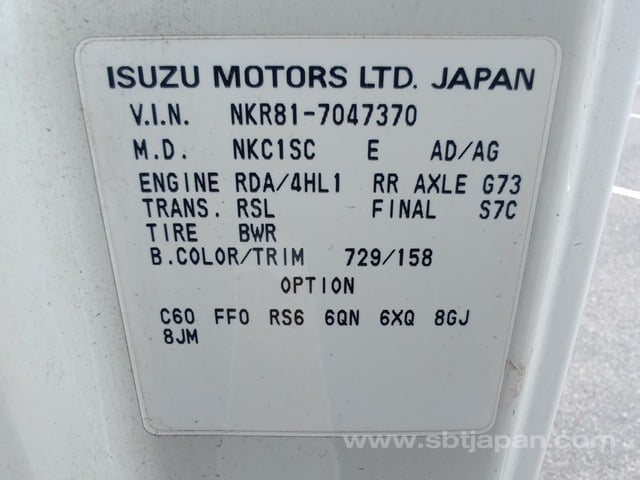 ISUZU MOTORS LTD. JAPAN
V.I.N. NKR81-7047370
M.D. NKC1SC E AD/AG
ENGINE RDA/4HL1 RR AXLE G73
TRANS. RSL FINAL S7C
TIRE BWR
B.COLOR/TRIM 729/158
OPTION
C60 FF0 RS6 6QN 6XQ 8GJ
8JM
www.sbtjapan.com